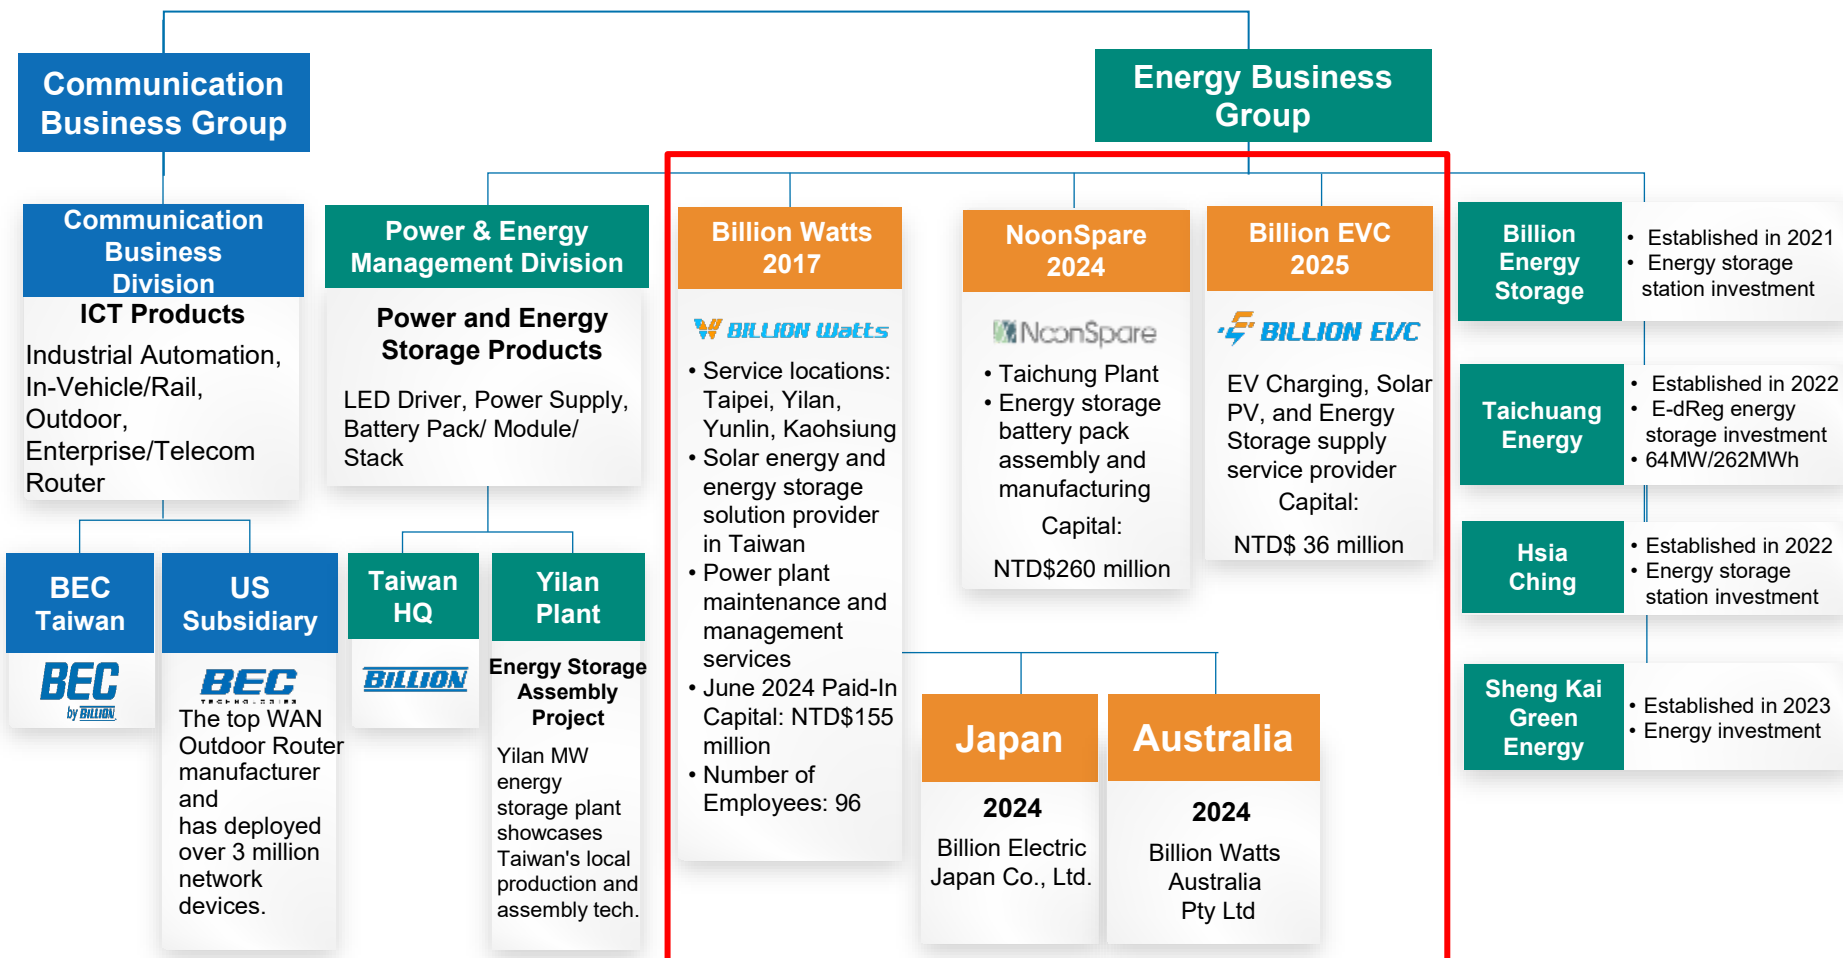 Communication
Business Group
Energy Business
Group
Communication
Business
Division
ICT Products
Industrial Automation,
In-Vehicle/Rail,
Outdoor,
Enterprise/Telecom
Router
BEC
Taiwan
BEC
by BILLION
US
Subsidiary
BEC
TECHNOLOGIES
The top WAN
Outdoor Router
manufacturer
and
has deployed
over 3 million
network
devices.
Power & Energy
Management Division
Power and Energy
Storage Products
LED Driver, Power Supply,
Battery Pack/ Module/
Stack
Taiwan
HQ
BILLION
Yilan
Plant
Energy Storage
Assembly
Project
Yilan MW
energy
storage plant
showcases
Taiwan's local
production and
assembly tech.
Billion Watts
2017
BILLION Watts
• Service locations:
Taipei, Yilan,
Yunlin, Kaohsiung
• Solar energy and
energy storage
solution provider
in Taiwan
• Power plant
maintenance and
management
services
• June 2024 Paid-In
Capital: NTD$155
million
• Number of
Employees: 96
NoonSpare
2024
NoonSpare
• Taichung Plant
• Energy storage
battery pack
assembly and
manufacturing
Capital:
NTD$260 million
Billion EVC
2025
BILLION EVC
EV Charging, Solar
PV, and Energy
Storage supply
service provider
Capital:
NTD$ 36 million
Japan
2024
Billion Electric
Japan Co., Ltd.
Australia
2024
Billion Watts
Australia
Pty Ltd
Billion
Energy
Storage
• Established in 2021
• Energy storage
station investment
Taichuang
Energy
• Established in 2022
• E-dReg energy
storage investment
• 64MW/262MWh
Hsia
Ching
• Established in 2022
• Energy storage
station investment
Sheng Kai
Green
Energy
• Established in 2023
• Energy investment